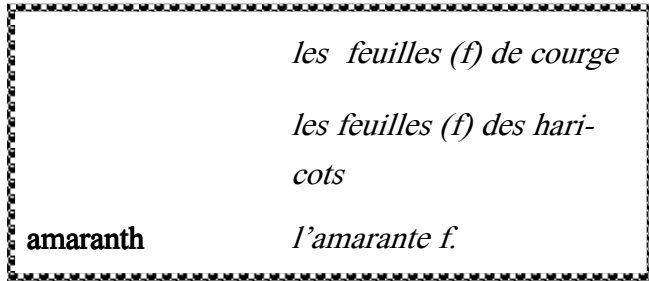 les feuilles (f) de courge
les feuilles (f) des hari-
cots
amaranth l'amarante f.